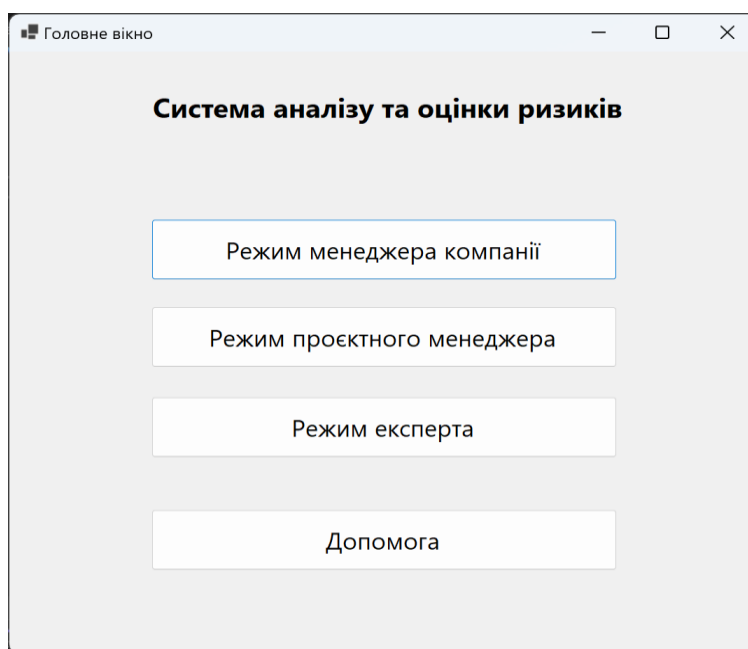 Головне вікно
Система аналізу та оцінки ризиків
Режим менеджера компанії
Режим проєктного менеджера
Режим експерта
Допомога